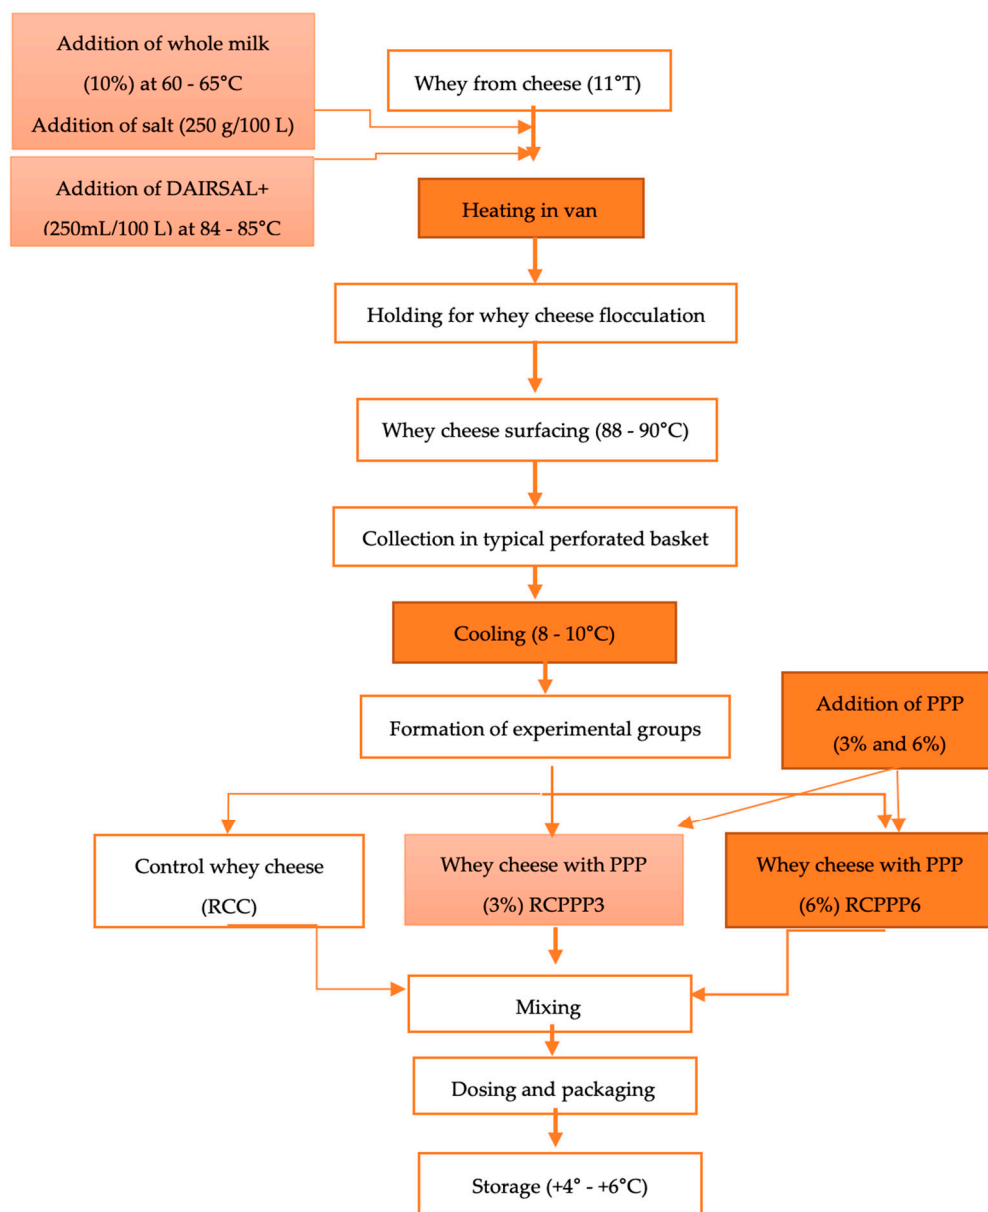 Addition of whole milk
(10%) at 60 - 65°C
Addition of salt (250 g/100 L)
Whey from cheese (11°T)
Addition of DAIRSAL+
(250mL/100 L) at 84 - 85°C
Heating in van
Holding for whey cheese flocculation
Whey cheese surfacing (88 - 90°C)
Collection in typical perforated basket
Cooling (8 - 10°C)
Formation of experimental groups
Addition of PPP
(3% and 6%)
Control whey cheese
(RCC)
Whey cheese with PPP
(3%) RCPPP3
Whey cheese with PPP
(6%) RCPPP6
Mixing
Dosing and packaging
Storage (+4° - +6°C)